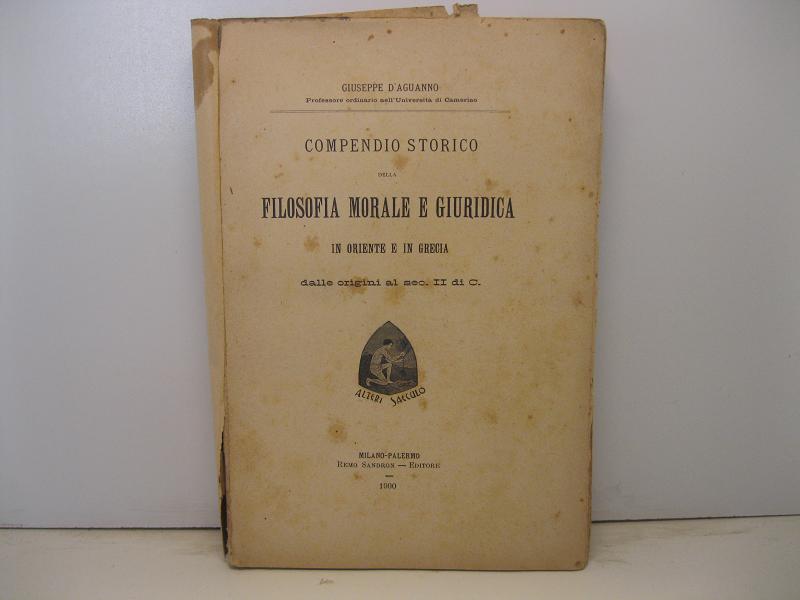 GIUSEPPE D'AGUANNO
Professore ordinario nell'Università di Camerino
COMPENDIO STORICO
DELLA
FILOSOFIA MORALE E GIURIDICA
IN ORIENTE E IN GRECIA
dalle origini al sec. II di C.
ALTERI SAECULO
MILANO-PALERMO
REMO SANDRON — EDITORE
1900